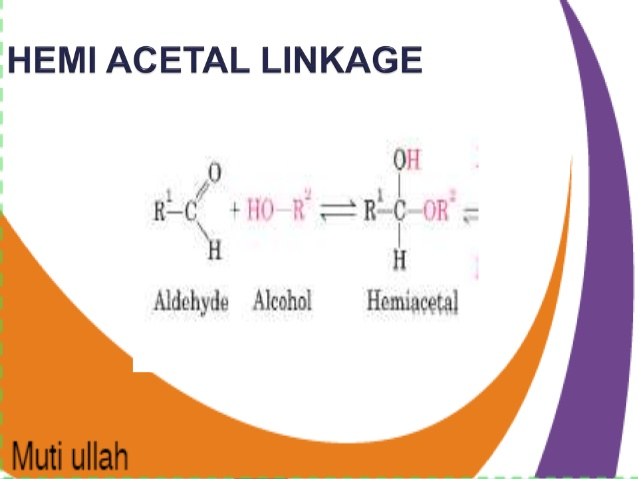 HEMI ACETAL LINKAGE
O
OH
R¹–C + HO–R² ⇌ R¹–C–OR² ⇌
H
H
Aldehyde Alcohol Hemiacetal
Muti ullah